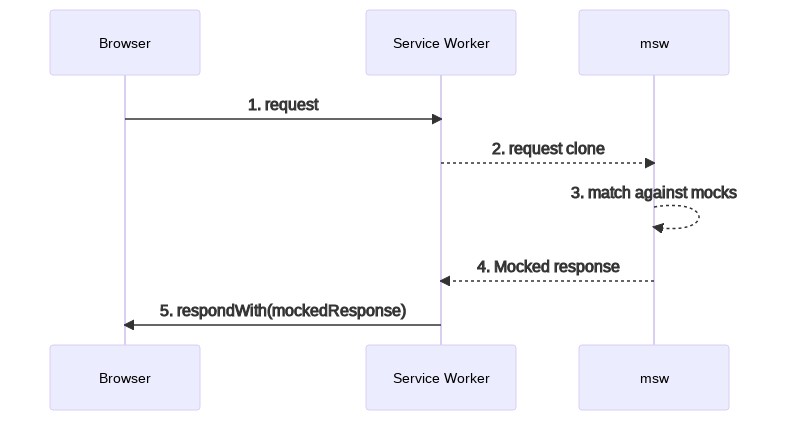 Browser
Service Worker
msw
1. request
2. request clone
3. match against mocks
4. Mocked response
5. respondWith(mockedResponse)
Browser
Service Worker
msw